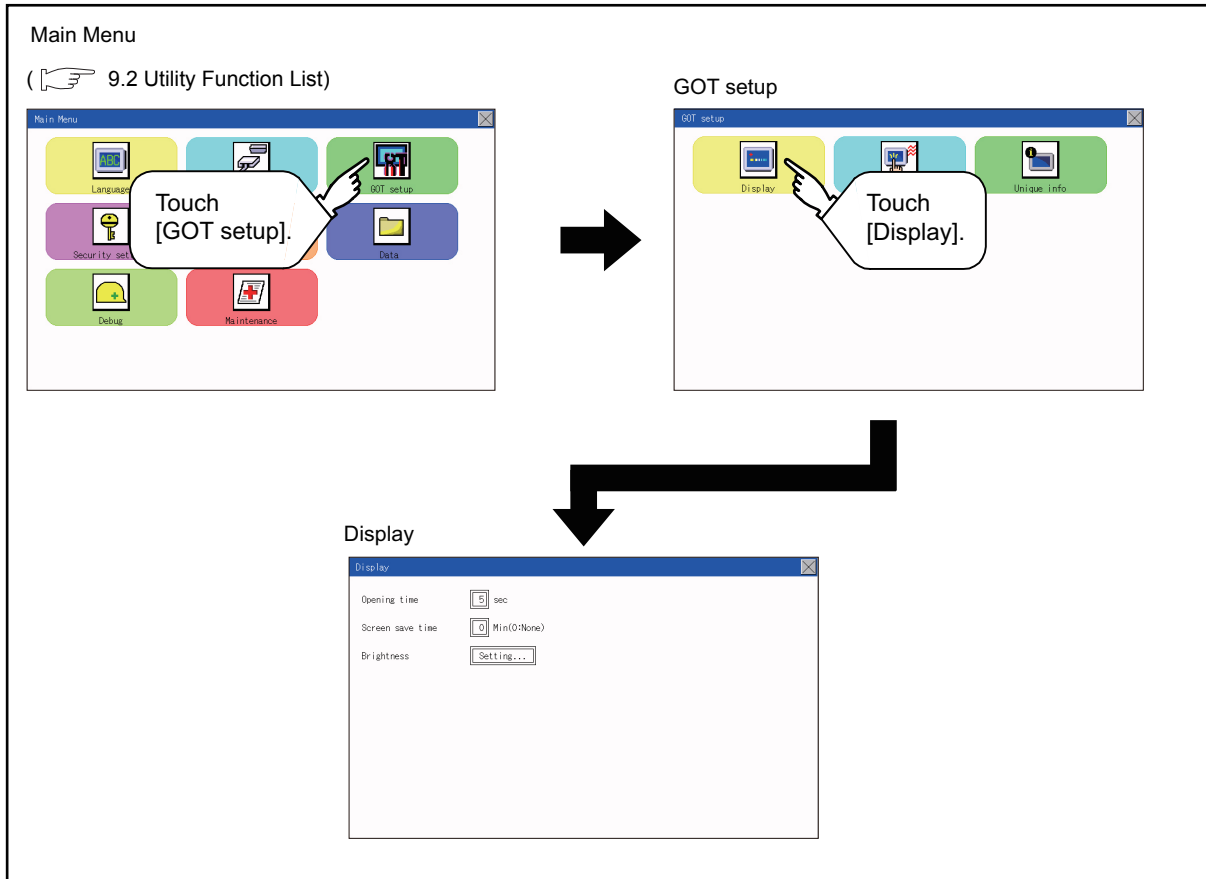 Main Menu
( 9.2 Utility Function List)
Main Menu
Language
GOT setup
Touch
[GOT setup].
Data
Debug
Maintenance
GOT setup
GOT setup
Display
Unique info
Touch
[Display].
Display
Display
Opening time 5 sec
Screen save time 0 Min(0:None)
Brightness Setting...